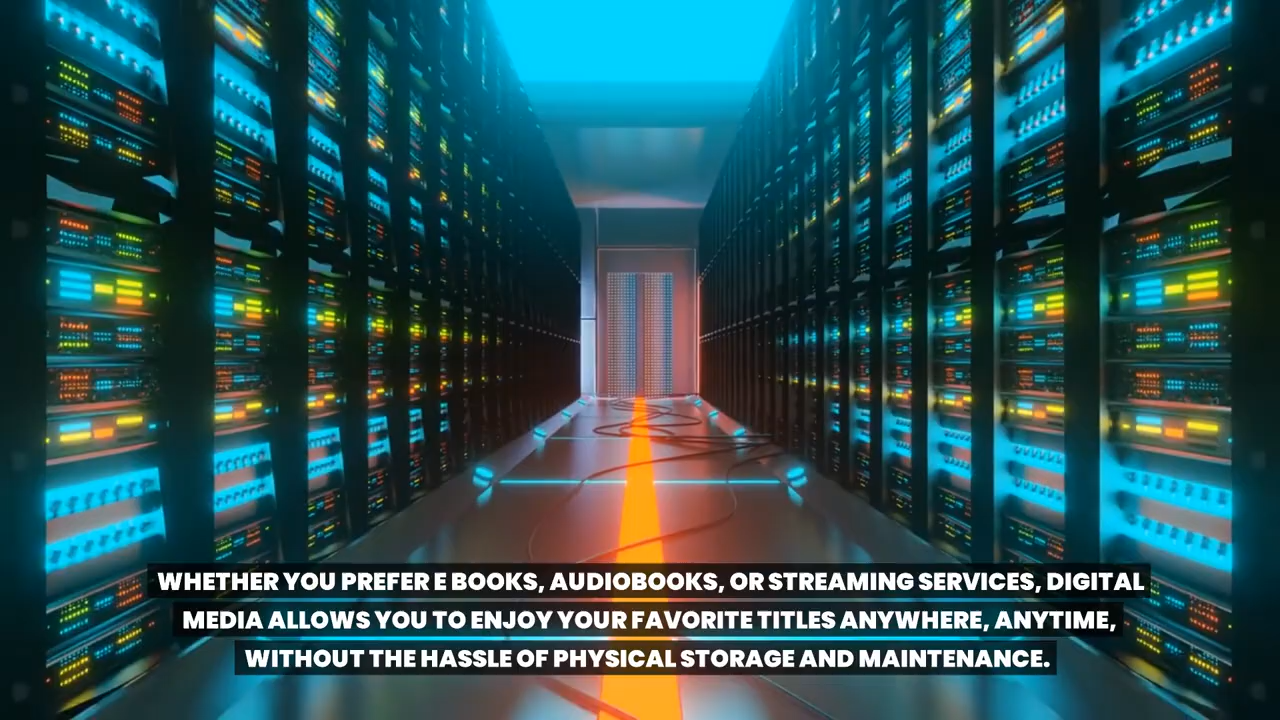 WHETHER YOU PREFER E BOOKS, AUDIOBOOKS, OR STREAMING SERVICES, DIGITAL
MEDIA ALLOWS YOU TO ENJOY YOUR FAVORITE TITLES ANYWHERE, ANYTIME,
WITHOUT THE HASSLE OF PHYSICAL STORAGE AND MAINTENANCE.